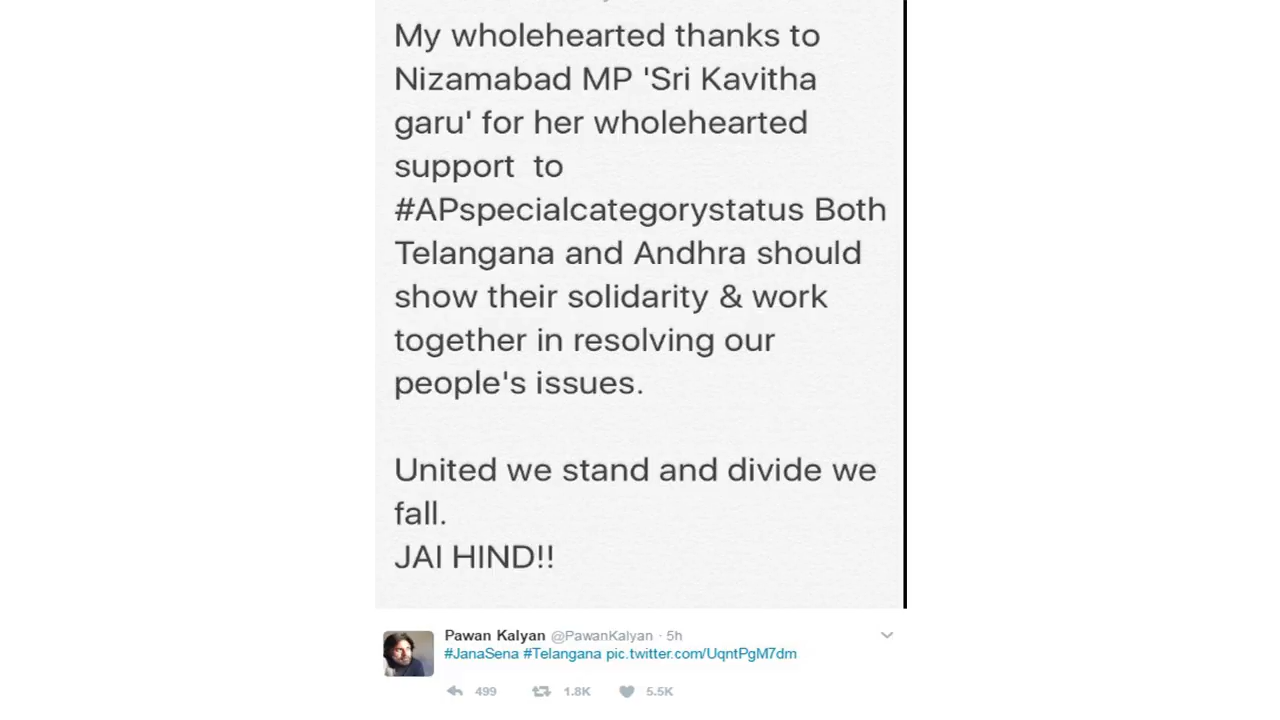 My wholehearted thanks to
Nizamabad MP 'Sri Kavitha
garu' for her wholehearted
support to
#APspecialcategorystatus Both
Telangana and Andhra should
show their solidarity & work
together in resolving our
people's issues.
United we stand and divide we
fall.
JAI HIND!!
Pawan Kalyan @PawanKalyan · 5h
#JanaSena #Telangana pic.twitter.com/UqntPgM7dm
499 1.8K 5.5K